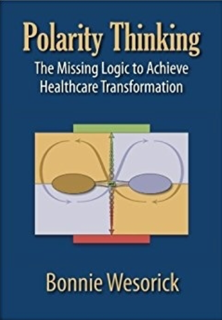 Polarity Thinking
The Missing Logic to Achieve
Healthcare Transformation
Bonnie Wesorick